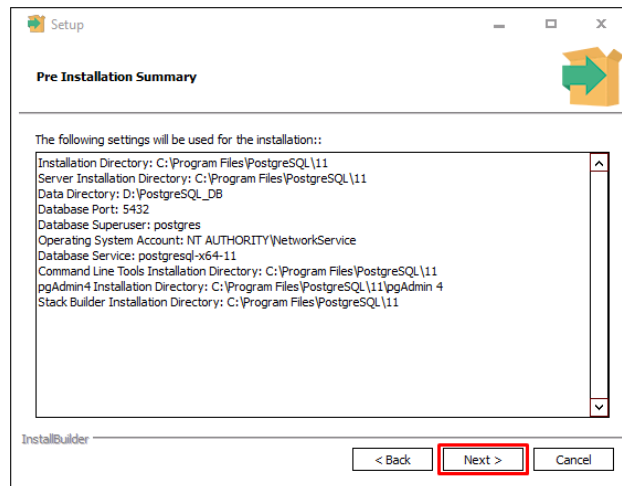 Setup
Pre Installation Summary
The following settings will be used for the installation::
Installation Directory: C:\Program Files\PostgreSQL\11
Server Installation Directory: C:\Program Files\PostgreSQL\11
Data Directory: D:\PostgreSQL_DB
Database Port: 5432
Database Superuser: postgres
Operating System Account: NT AUTHORITY\NetworkService
Database Service: postgresql-x64-11
Command Line Tools Installation Directory: C:\Program Files\PostgreSQL\11
pgAdmin4 Installation Directory: C:\Program Files\PostgreSQL\11\pgAdmin 4
Stack Builder Installation Directory: C:\Program Files\PostgreSQL\11
InstallBuilder
< Back Next > Cancel